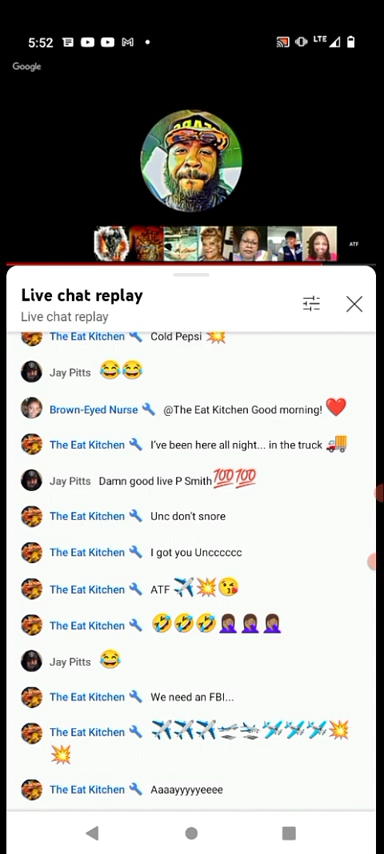 5:52
LTE
Google
ATF
Live chat replay
Live chat replay
The Eat Kitchen Cold Pepsi 💥
Jay Pitts 😂😂
Brown-Eyed Nurse @The Eat Kitchen Good morning! ❤️
The Eat Kitchen I've been here all night... in the truck 🚚
Jay Pitts Damn good live P Smith 💯💯
The Eat Kitchen Unc don't snore
The Eat Kitchen I got you Uncccccc
The Eat Kitchen ATF ✈️💥😘
The Eat Kitchen 🤣🤣🤣🤦🏽‍♀️🤦🏽‍♀️🤦🏽‍♀️
Jay Pitts 😂
The Eat Kitchen We need an FBI...
The Eat Kitchen ✈️✈️✈️🛫🛫🛩️🛩️🛩️💥
💥
The Eat Kitchen Aaaayyyyyeeee